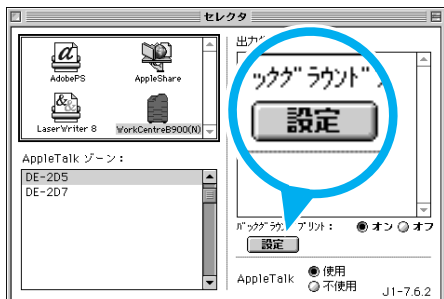 セレクタ
AdobePS
AppleShare
LaserWriter 8
WorkCentreB900(N)
AppleTalk ゾーン：
DE-2D5
DE-2D7
ックグラウンド
設定
バックグラウンドプリント： オン オフ
設定
AppleTalk 使用
不使用
J1-7.6.2